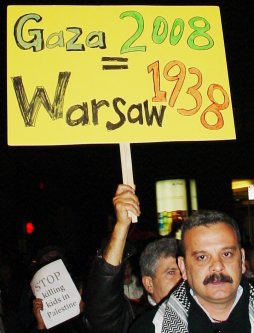 Gaza 2008
=
Warsaw 1938
STOP
killing
kids in
Palestine